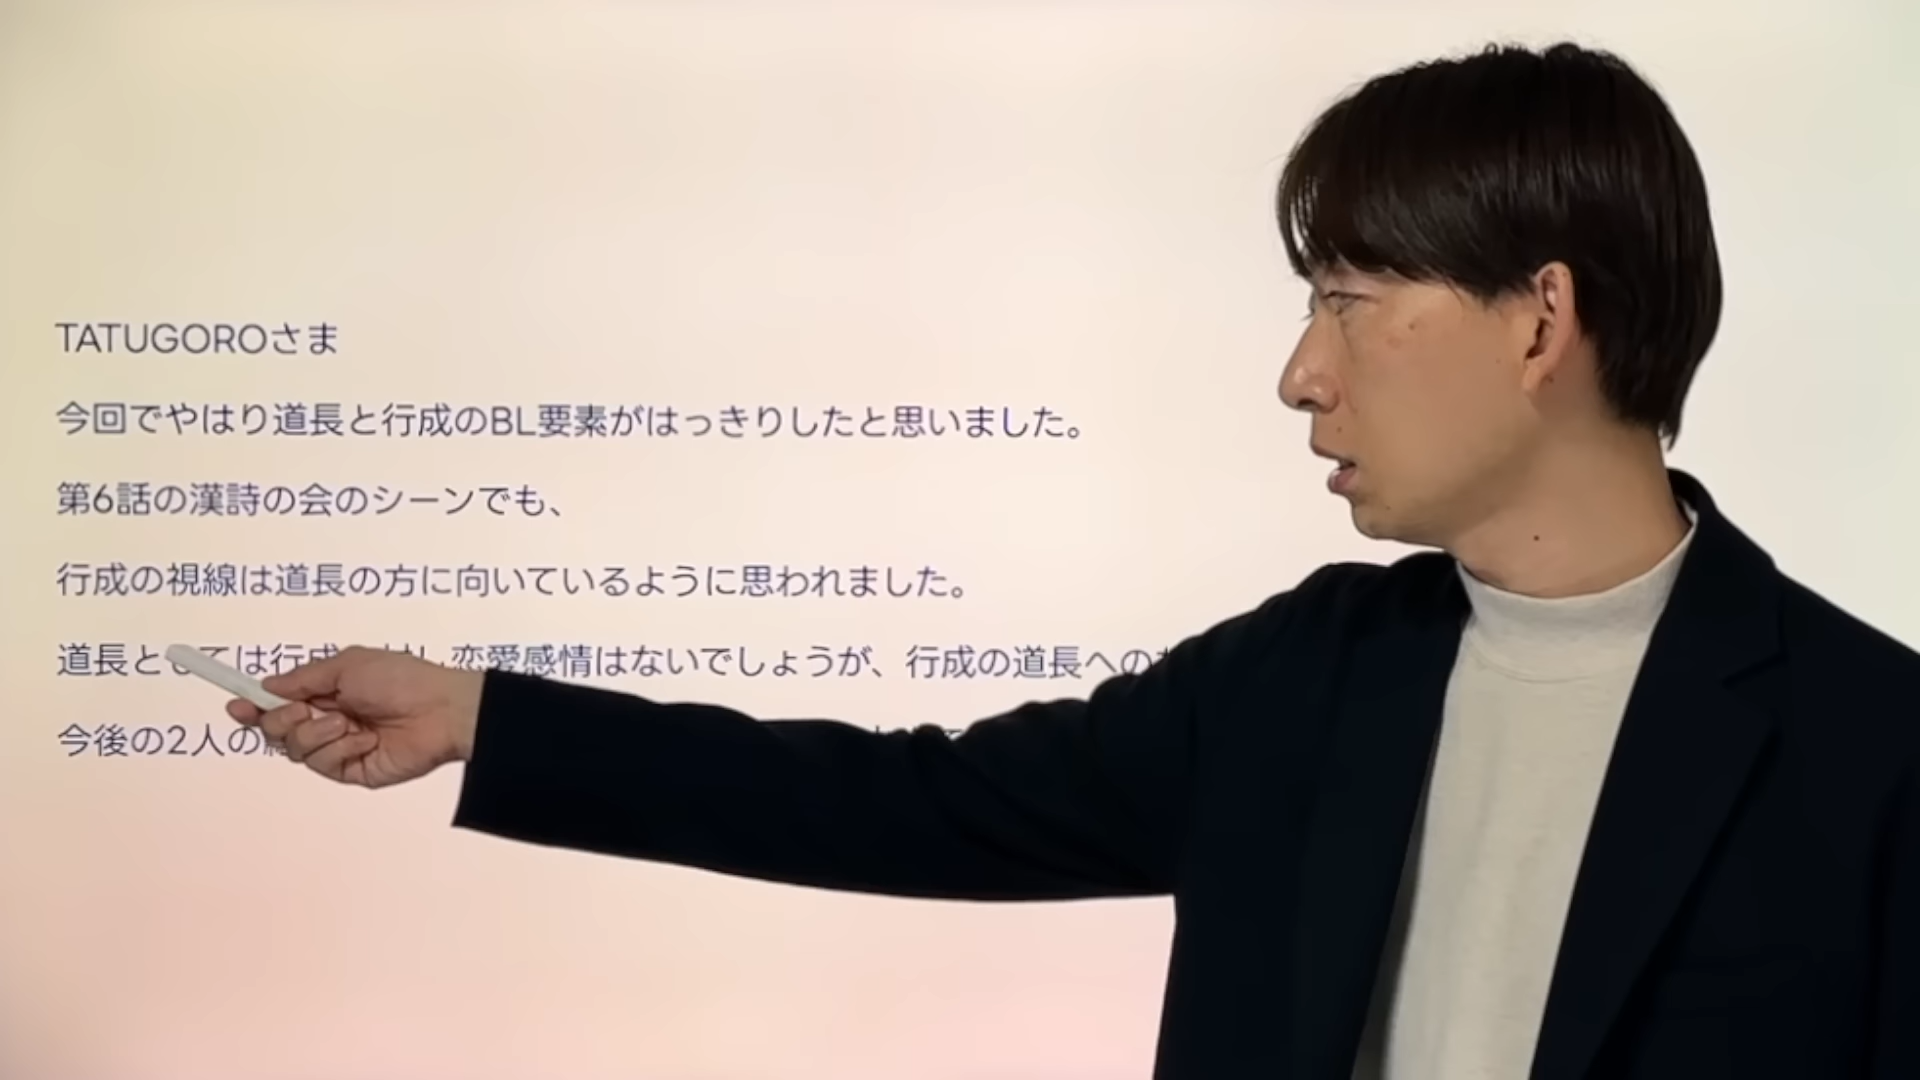 TATUGOROさま
今回でやはり道長と行成のBL要素がはっきりしたと思いました。
第6話の漢詩の会のシーンでも、
行成の視線は道長の方に向いているように思われました。
道長としては行成 恋愛感情はないでしょうが、行成の道長への
今後の2人の